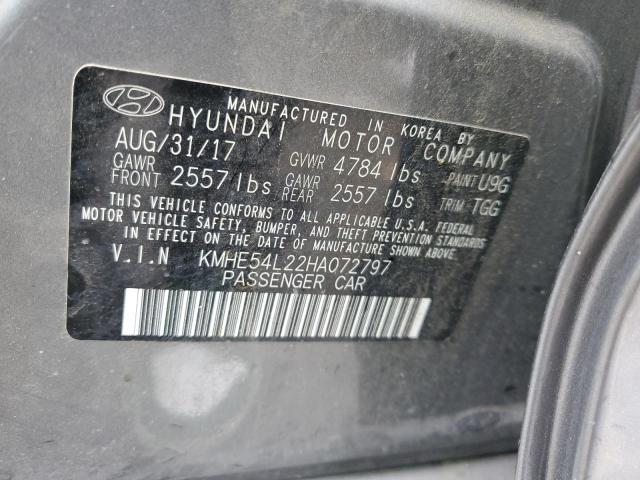 MANUFACTURED IN KOREA BY
HYUNDAI MOTOR COMPANY
AUG/31/17 GVWR 4784 lbs PAINT U9G
GAWR FRONT 2557 lbs GAWR REAR 2557 lbs TRIM TGG
THIS VEHICLE CONFORMS TO ALL APPLICABLE U.S.A. FEDERAL
MOTOR VEHICLE SAFETY, BUMPER, AND THEFT PREVENTION STANDARDS
IN EFFECT ON THE DATE OF MANUFACTURE SHOWN ABOVE.
V.I.N KMHE54L22HA072797
PASSENGER CAR